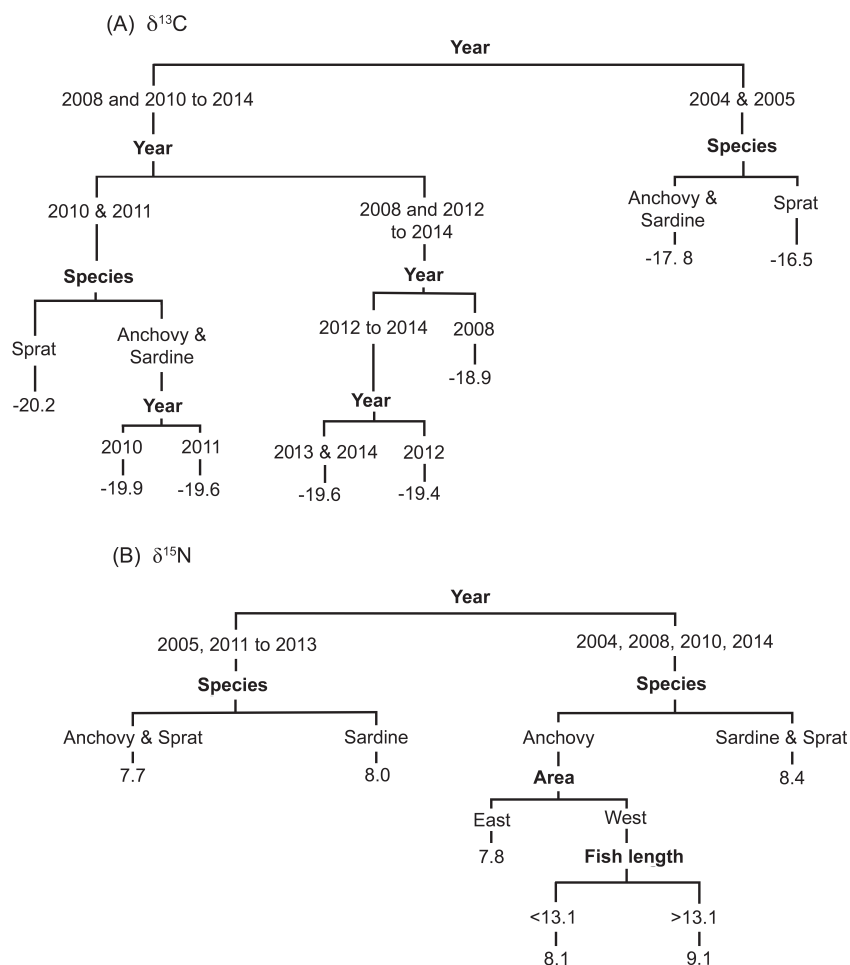 (A) δ¹³C
Year
2008 and 2010 to 2014
2004 & 2005
Year
Species
2010 & 2011
2008 and 2012
to 2014
Anchovy &
Sardine
Sprat
-17. 8
-16.5
Species
Year
Sprat
Anchovy &
Sardine
2012 to 2014
2008
-18.9
-20.2
Year
Year
2010
2011
2013 & 2014
2012
-19.9
-19.6
-19.6
-19.4
(B) δ¹⁵N
Year
2005, 2011 to 2013
2004, 2008, 2010, 2014
Species
Species
Anchovy & Sprat
Sardine
Anchovy
Sardine & Sprat
7.7
8.0
8.4
Area
East
West
7.8
Fish length
<13.1
>13.1
8.1
9.1